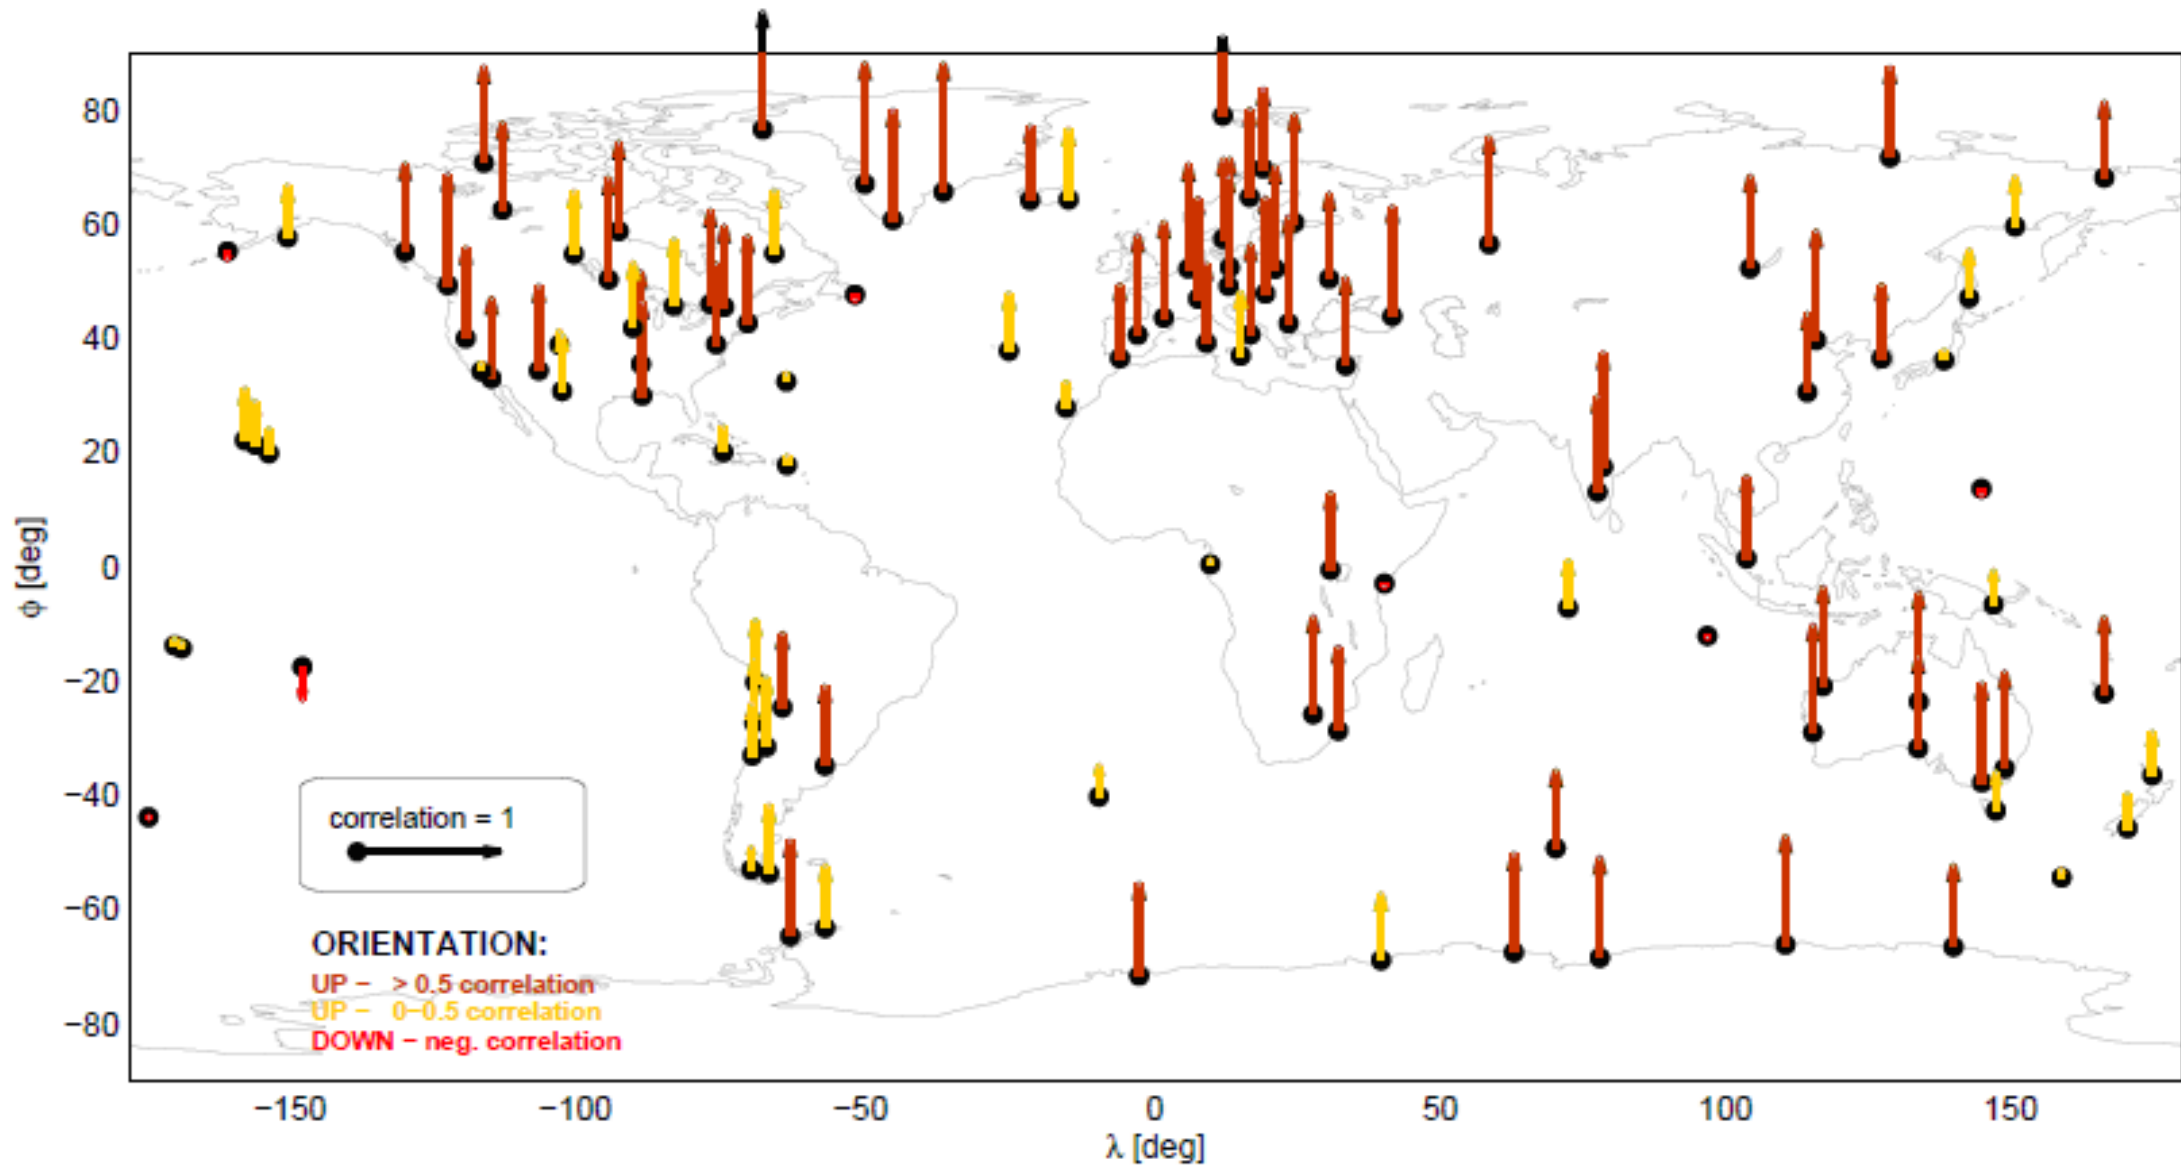 80
60
40
20
0
−20
−40
−60
−80
ϕ [deg]
correlation = 1
ORIENTATION:
UP − > 0.5 correlation
UP − 0−0.5 correlation
DOWN − neg. correlation
−150 −100 −50 0 50 100 150
λ [deg]